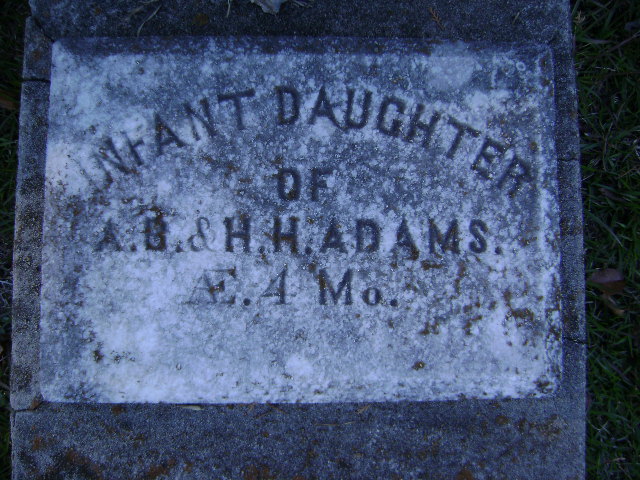 INFANT DAUGHTER
OF
A.B. & H.H. ADAMS.
Æ. 4 Mo.